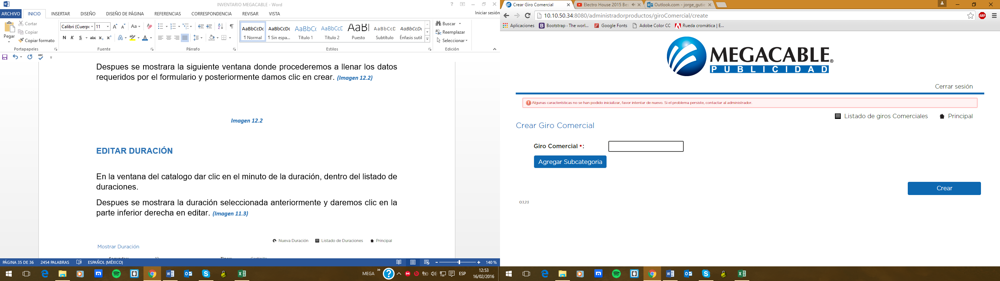 INVENTARIO MEGACABLE - Word
ARCHIVO INICIO INSERTAR DISEÑO DISEÑO DE PÁGINA REFERENCIAS CORRESPONDENCIA REVISAR VISTA
Iniciar sesión
Pegar
Cortar
Copiar
Copiar formato
Portapapeles
Calibri (Cuerpo 11
N K S abc x₂ x²
Fuente
Párrafo
AaBbCcDc AaBbCcDc AaBbCc AaBbCcD AaBb AaBbCcD AaBbCcDc
¶ Normal ¶ Sin espa... Título 1 Título 2 Puesto Subtítulo Énfasis sutil
Estilos
Buscar
Reemplazar
Seleccionar
Edición
Despues se mostrara la siguiente ventana donde procederemos a llenar los datos
requeridos por el formulario y posteriormente damos clic en crear. (Imagen 12.2)
Imagen 12.2
EDITAR DURACIÓN
En la ventana del catalogo dar clic en el minuto de la duración, dentro del listado de
duraciones.
Despues se mostrara la duración seleccionada anteriormente y daremos clic en la
parte inferior derecha en editar. (Imagen 11.3)
Nueva Duración Listado de Duraciones Principal
Mostrar Duración
PÁGINA 35 DE 36 2454 PALABRAS ESPAÑOL (MÉXICO)
140 %
MEGA » ESP 12:53
16/02/2016
Crear Giro Comercial
Electro House 2015 Bes
Outlook.com - jorge_gutie
10.10.50.34:8080/administradorproductos/giroComercial/create
ABP
Aplicaciones Bootstrap · The worl... Google Fonts Adobe Color CC Rueda cromática | E...
MEGACABLE®
PUBLICIDAD
Cerrar sesión
Algunas características no se han podido inicializar, favor intentar de nuevo. Si el problema persiste, contactar al administrador.
Listado de giros Comerciales Principal
Crear Giro Comercial
Giro Comercial *:
Agregar Subcategoria
Crear
0.1.23